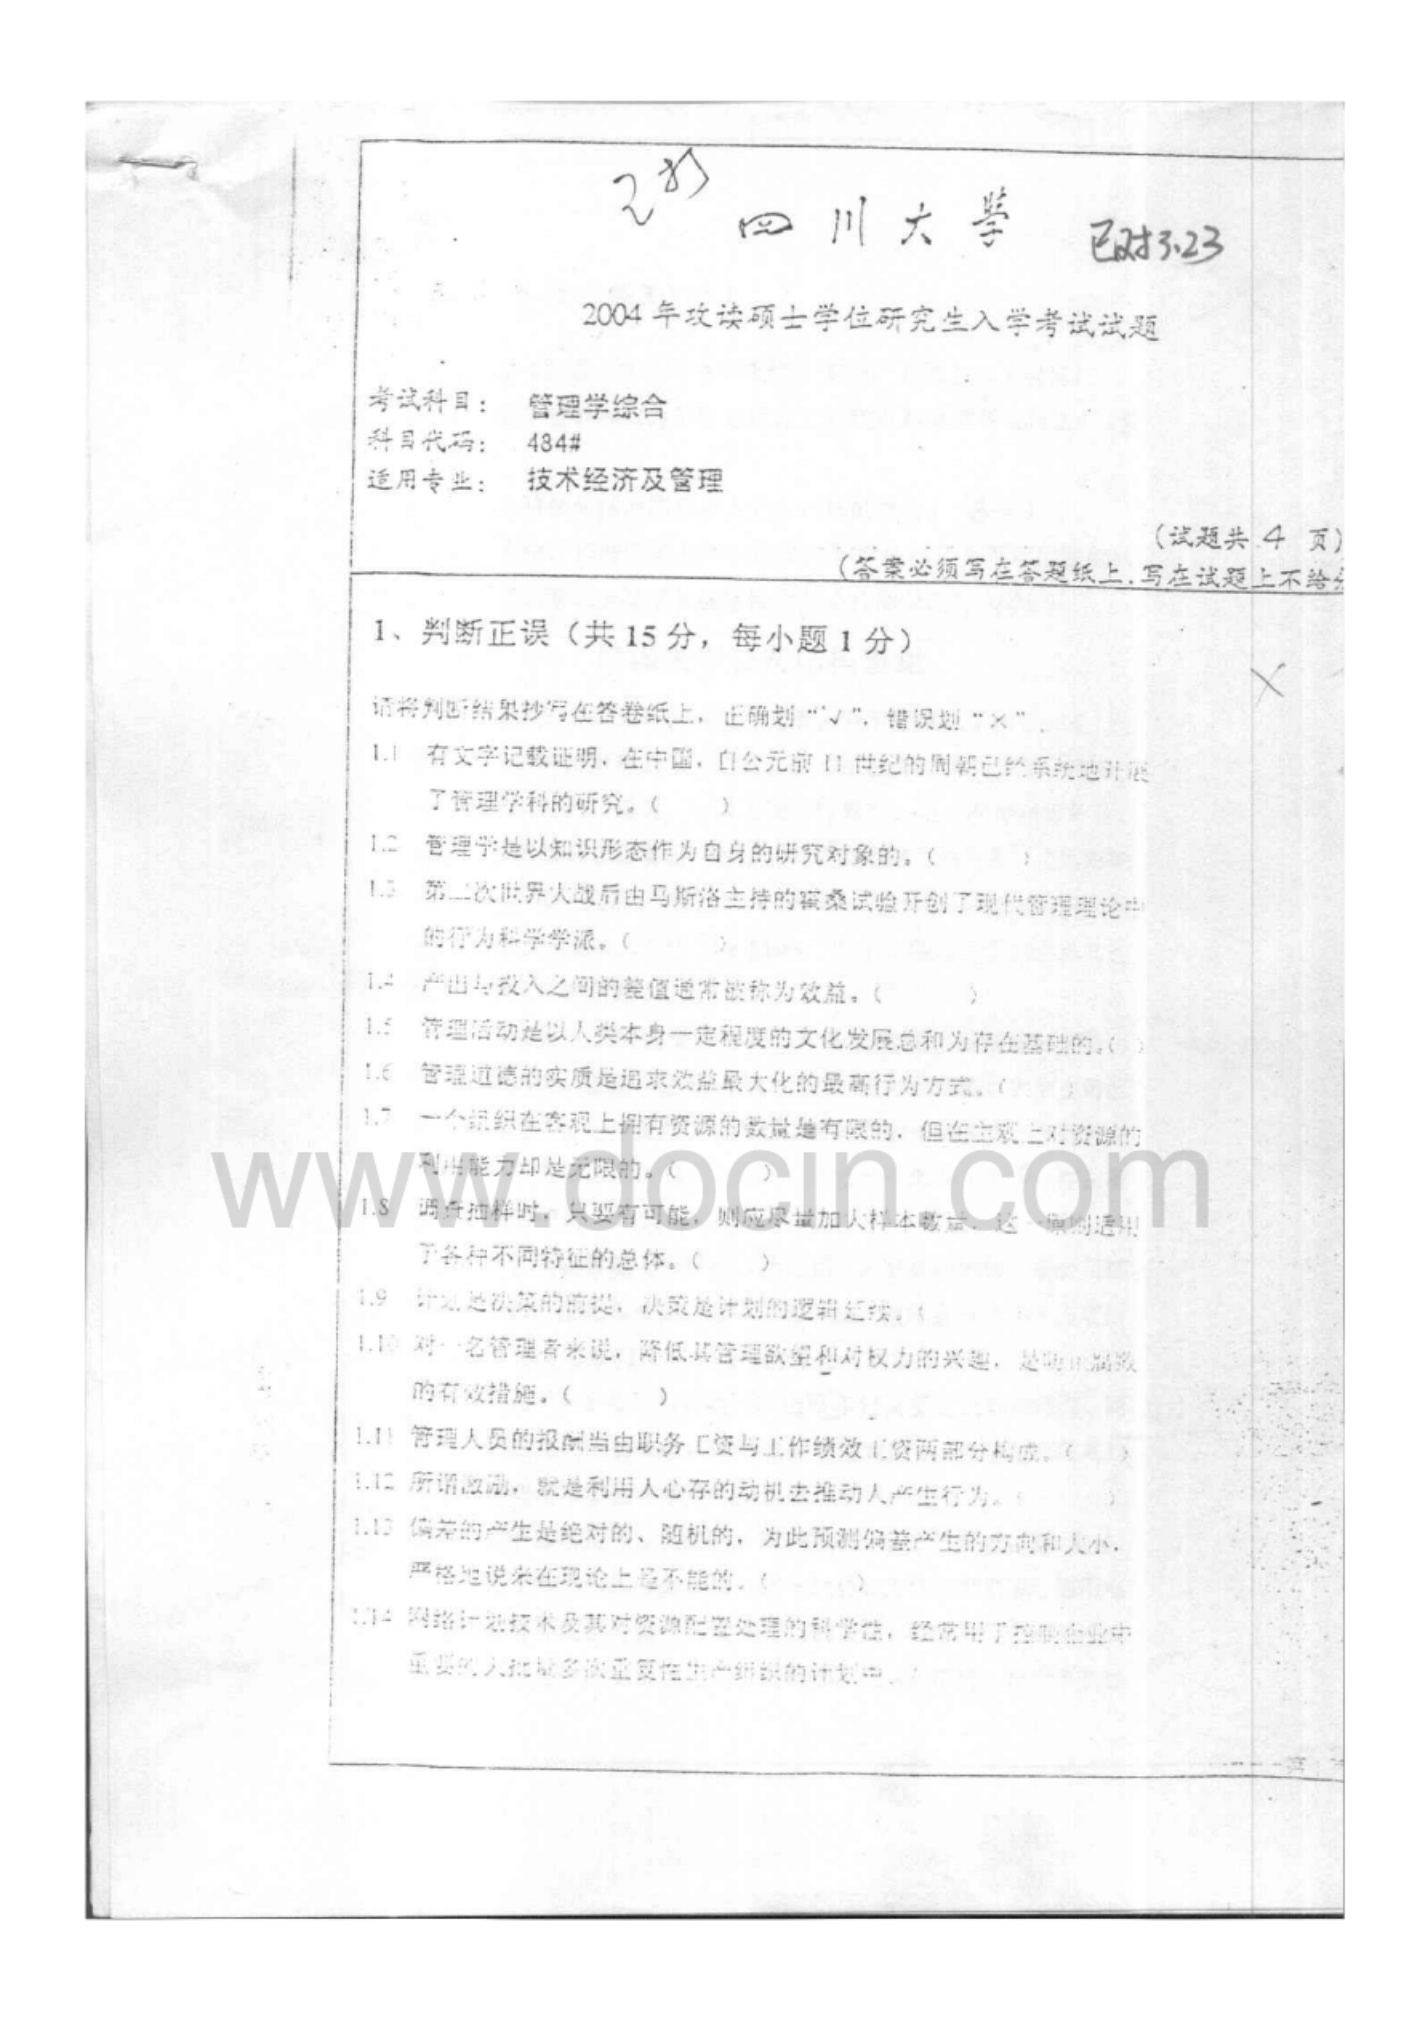 四川大学
已对3.23
2004年攻读硕士学位研究生入学考试试题
考试科目: 管理学综合
科目代码: 484#
适用专业: 技术经济及管理
(试题共 4 页)
(答案必须写在答题纸上.写在试题上不给分
1、判断正误(共15分,每小题1分)
请将判断结果抄写在答卷纸上,正确划“√”,错误划“×”.
1.1 有文字记载证明,在中国,自公元前11世纪的周朝已经系统地开展
了管理学科的研究。( )
1.2 管理学是以知识形态作为自身的研究对象的。( )
1.3 第二次世界大战后由马斯洛主持的霍桑试验开创了现代管理理论中
的行为科学学派。( )
1.4 产出与投入之间的差值通常被称为效益。( )
1.5 管理活动是以人类本身一定程度的文化发展总和为存在基础的。( )
1.6 管理道德的实质是追求效益最大化的最高行为方式。(
1.7 一个组织在客观上拥有资源的数量是有限的,但在主观上对资源的
利用能力却是无限的。( )
1.8 调查抽样时,只要有可能,则应尽量加大样本数量,这一原则适用
于各种不同特征的总体。( )
1.9 计划是决策的前提,决策是计划的逻辑延续。(
1.10 对一名管理者来说,降低其管理欲望和对权力的兴趣,是防止腐败
的有效措施。( )
1.11 管理人员的报酬当由职务工资与工作绩效工资两部分构成。( )
1.12 所谓激励,就是利用人心存的动机去推动人产生行为。( )
1.13 偏差的产生是绝对的、随机的,为此预测偏差产生的方向和大小,
严格地说来在理论上是不能的。( )
1.14 网络计划技术及其对资源配置处理的科学性,经常用于控制企业中
重要的大批量多次重复性生产组织的计划中。
www.docin.com